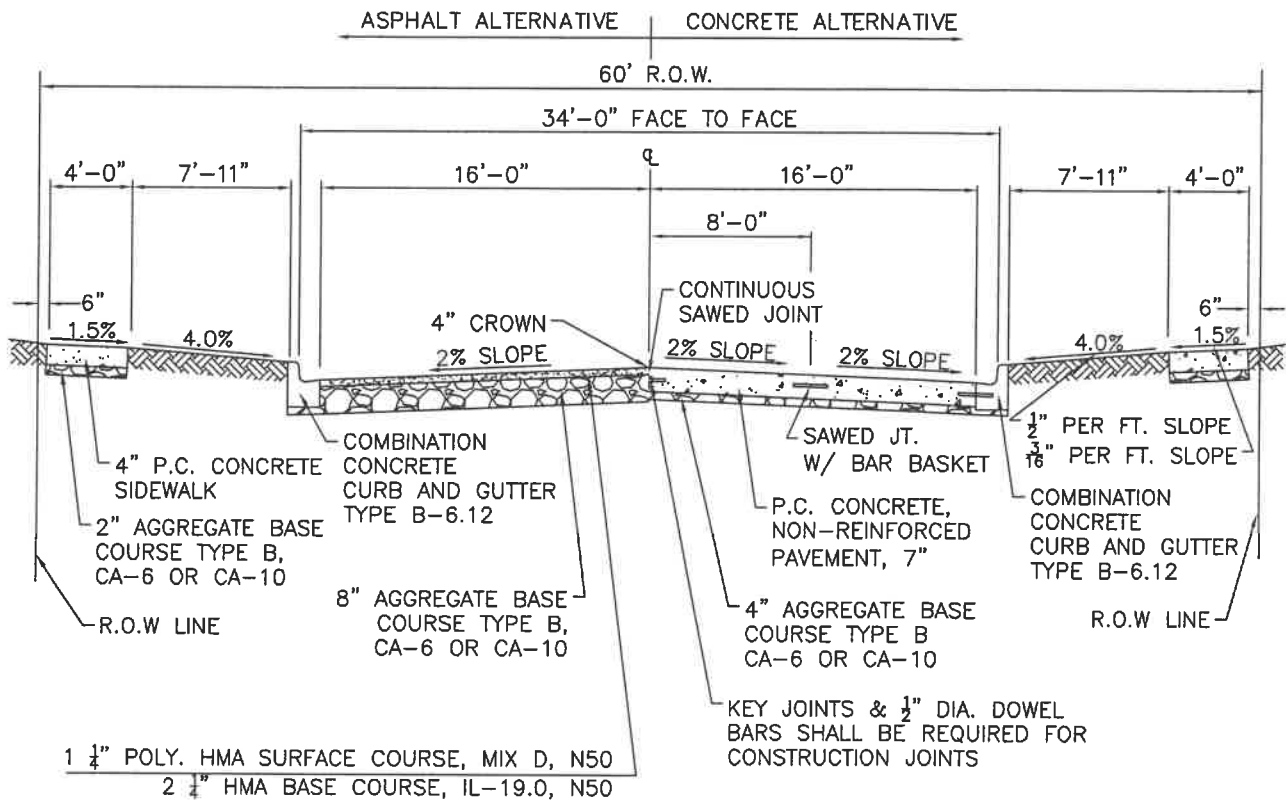 ASPHALT ALTERNATIVE
CONCRETE ALTERNATIVE
60' R.O.W.
34'-0" FACE TO FACE
℄
4'-0"
7'-11"
16'-0"
16'-0"
7'-11"
4'-0"
8'-0"
6"
1.5%
4.0%
4" CROWN
2% SLOPE
CONTINUOUS
SAWED JOINT
2% SLOPE
2% SLOPE
4.0%
1.5%
6"
4" P.C. CONCRETE
SIDEWALK
2" AGGREGATE BASE
COURSE TYPE B,
CA-6 OR CA-10
R.O.W LINE
COMBINATION
CONCRETE
CURB AND GUTTER
TYPE B-6.12
8" AGGREGATE BASE
COURSE TYPE B,
CA-6 OR CA-10
1 1/4" POLY. HMA SURFACE COURSE, MIX D, N50
2 1/4" HMA BASE COURSE, IL-19.0, N50
SAWED JT.
W/ BAR BASKET
P.C. CONCRETE,
NON-REINFORCED
PAVEMENT, 7"
4" AGGREGATE BASE
COURSE TYPE B
CA-6 OR CA-10
KEY JOINTS & 1/2" DIA. DOWEL
BARS SHALL BE REQUIRED FOR
CONSTRUCTION JOINTS
1/2" PER FT. SLOPE
3/16" PER FT. SLOPE
COMBINATION
CONCRETE
CURB AND GUTTER
TYPE B-6.12
R.O.W LINE